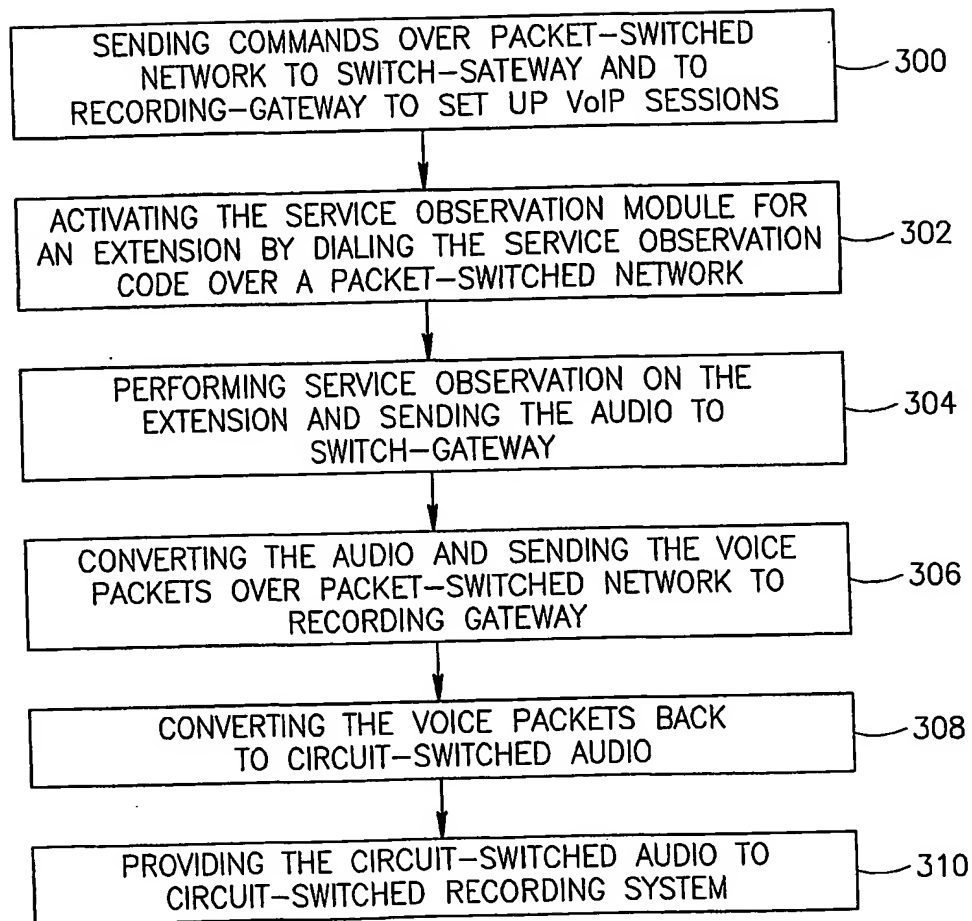 SENDING COMMANDS OVER PACKET-SWITCHED
NETWORK TO SWITCH-SATEWAY AND TO
RECORDING-GATEWAY TO SET UP VoIP SESSIONS
300
ACTIVATING THE SERVICE OBSERVATION MODULE FOR
AN EXTENSION BY DIALING THE SERVICE OBSERVATION
CODE OVER A PACKET-SWITCHED NETWORK
302
PERFORMING SERVICE OBSERVATION ON THE
EXTENSION AND SENDING THE AUDIO TO
SWITCH-GATEWAY
304
CONVERTING THE AUDIO AND SENDING THE VOICE
PACKETS OVER PACKET-SWITCHED NETWORK TO
RECORDING GATEWAY
306
CONVERTING THE VOICE PACKETS BACK
TO CIRCUIT-SWITCHED AUDIO
308
PROVIDING THE CIRCUIT-SWITCHED AUDIO TO
CIRCUIT-SWITCHED RECORDING SYSTEM
310